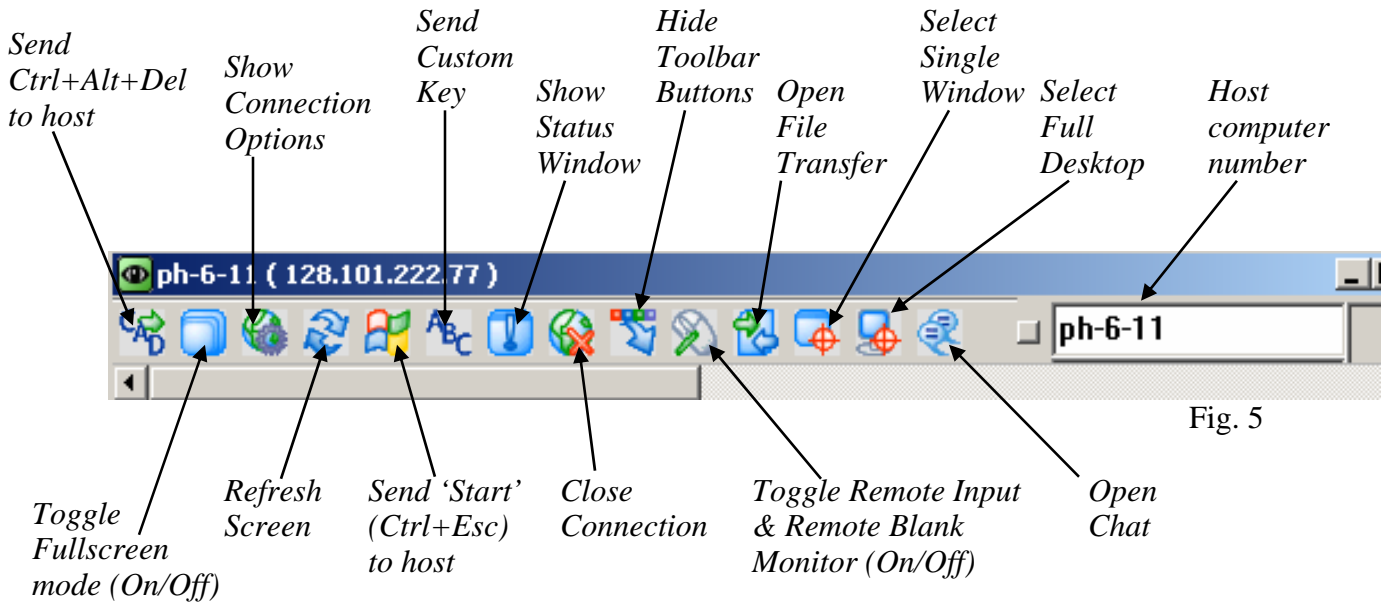 Send
Ctrl+Alt+Del
to host
Show
Connection
Options
Send
Custom
Key
Show
Status
Window
Hide
Toolbar
Buttons
Open
File
Transfer
Select
Single
Window
Select
Full
Desktop
Host
computer
number
ph-6-11 ( 128.101.222.77 )
CAD
ABC
ph-6-11
Fig. 5
Toggle
Fullscreen
mode (On/Off)
Refresh
Screen
Send ‘Start’
(Ctrl+Esc)
to host
Close
Connection
Toggle Remote Input
& Remote Blank
Monitor (On/Off)
Open
Chat